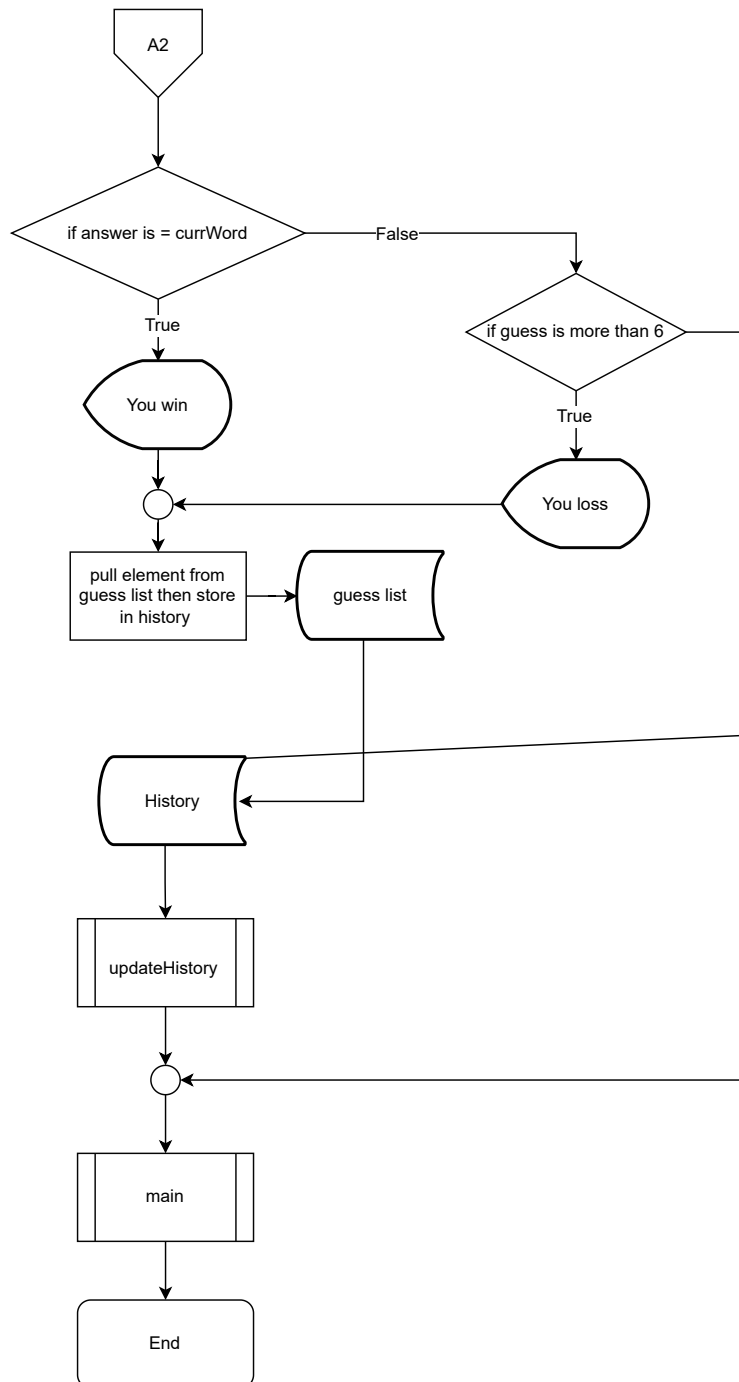 A2
if answer is = currWord
False
True
if guess is more than 6
You win
True
You loss
pull element from
guess list then store
in history
guess list
History
updateHistory
main
End